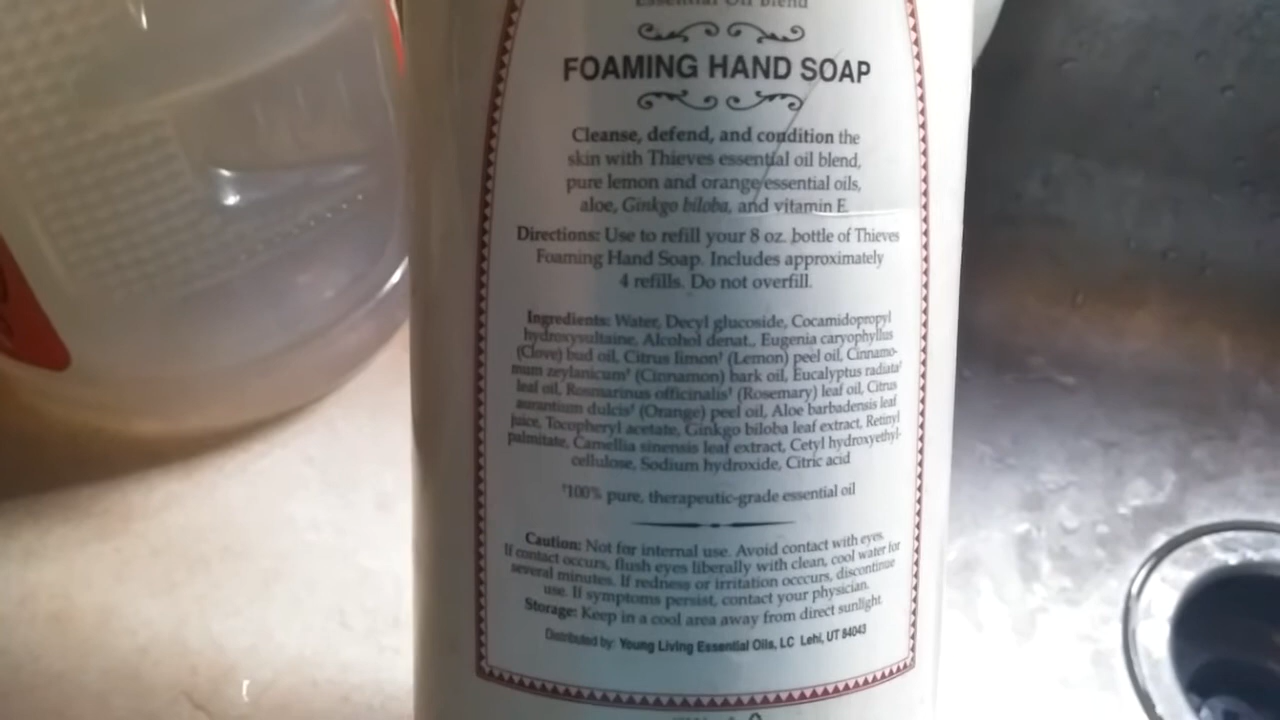 Essential Oil Blend
FOAMING HAND SOAP
Cleanse, defend, and condition the
skin with Thieves essential oil blend,
pure lemon and orange essential oils,
aloe, Ginkgo biloba, and vitamin E.
Directions: Use to refill your 8 oz. bottle of Thieves
Foaming Hand Soap. Includes approximately
4 refills. Do not overfill.
Ingredients: Water, Decyl glucoside, Cocamidopropyl
hydroxysultaine, Alcohol denat., Eugenia caryophyllus
(Clove) bud oil, Citrus limon† (Lemon) peel oil, Cinnamo-
mum zeylanicum† (Cinnamon) bark oil, Eucalyptus radiata†
leaf oil, Rosmarinus officinalis† (Rosemary) leaf oil, Citrus
aurantium dulcis† (Orange) peel oil, Aloe barbadensis leaf
juice, Tocopheryl acetate, Ginkgo biloba leaf extract, Retinyl
palmitate, Camellia sinensis leaf extract, Cetyl hydroxyethyl-
cellulose, Sodium hydroxide, Citric acid
†100% pure, therapeutic-grade essential oil
Caution: Not for internal use. Avoid contact with eyes.
If contact occurs, flush eyes liberally with clean, cool water for
several minutes. If redness or irritation occcurs, discontinue
use. If symptoms persist, contact your physician.
Storage: Keep in a cool area away from direct sunlight.
Distributed by: Young Living Essential Oils, LC Lehi, UT 84043